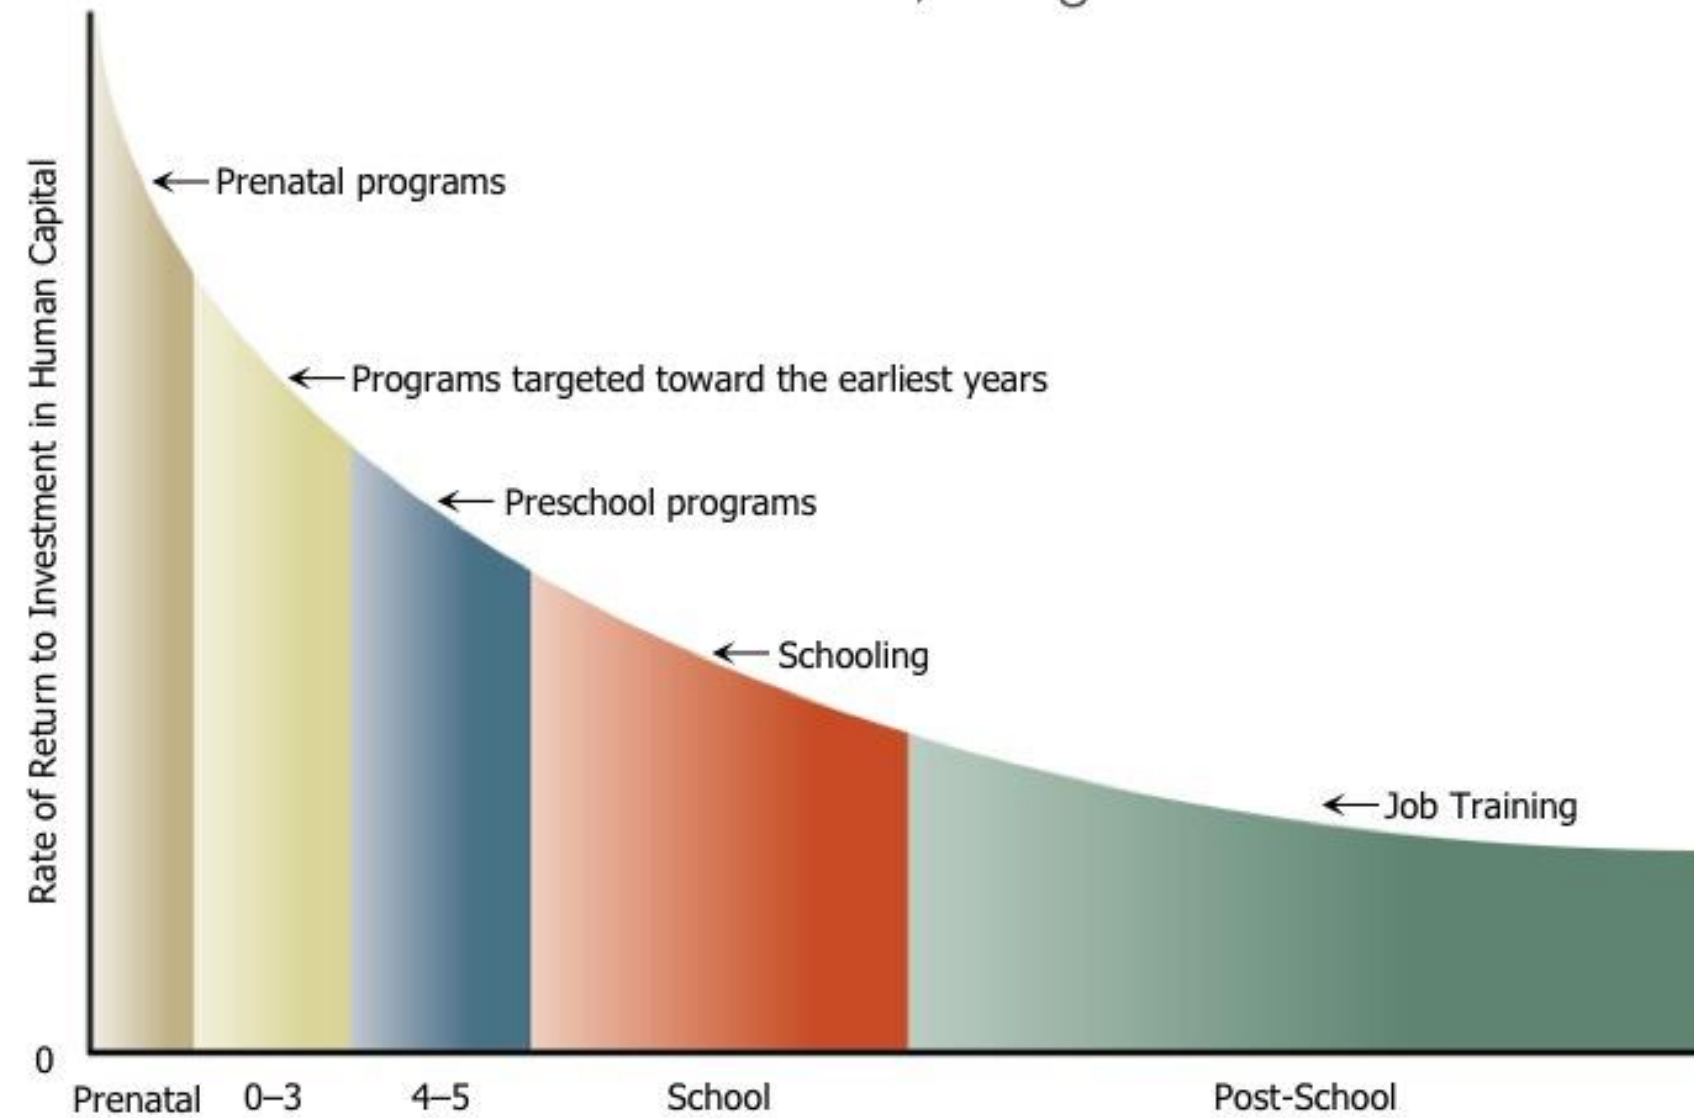 Rate of Return to Investment in Human Capital
Prenatal programs
Programs targeted toward the earliest years
Preschool programs
Schooling
Job Training
0
Prenatal
0–3
4–5
School
Post-School